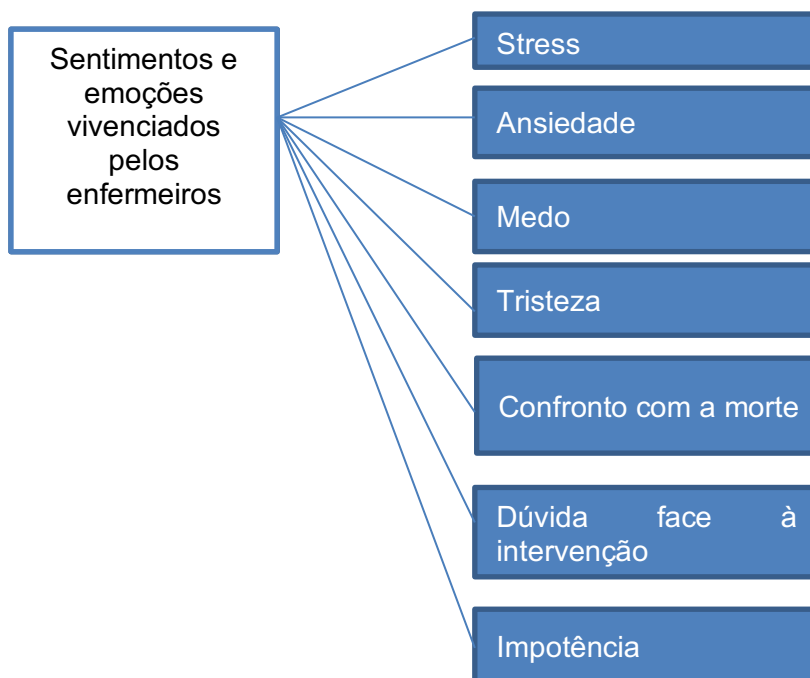 Sentimentos e
emoções
vivenciados
pelos
enfermeiros
Stress
Ansiedade
Medo
Tristeza
Confronto com a morte
Dúvida face à
intervenção
Impotência